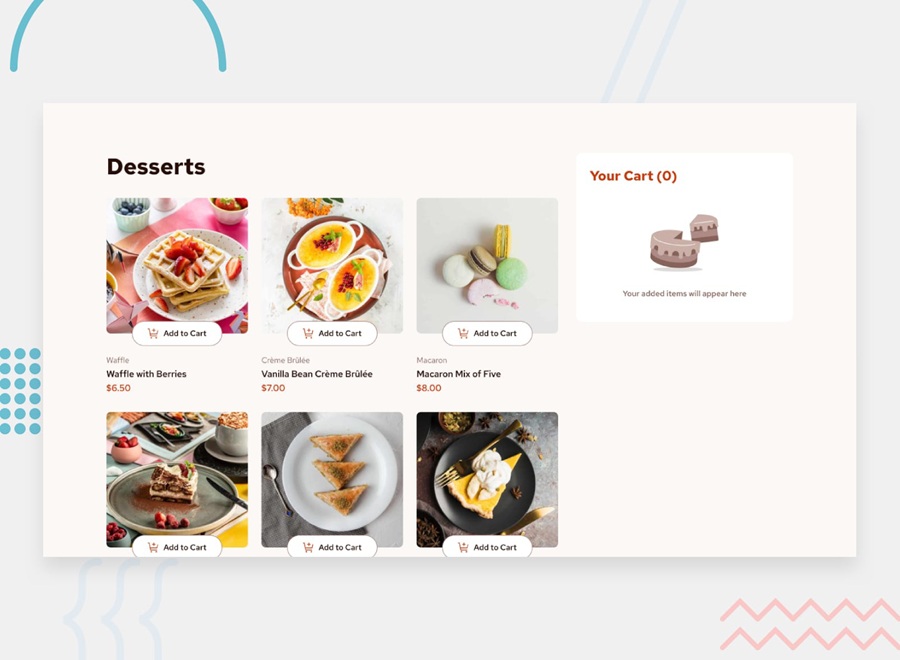 Desserts
Your Cart (0)
Your added items will appear here
Add to Cart
Add to Cart
Add to Cart
Waffle
Crème Brûlée
Macaron
Waffle with Berries
Vanilla Bean Crème Brûlée
Macaron Mix of Five
$6.50
$7.00
$8.00
Add to Cart
Add to Cart
Add to Cart